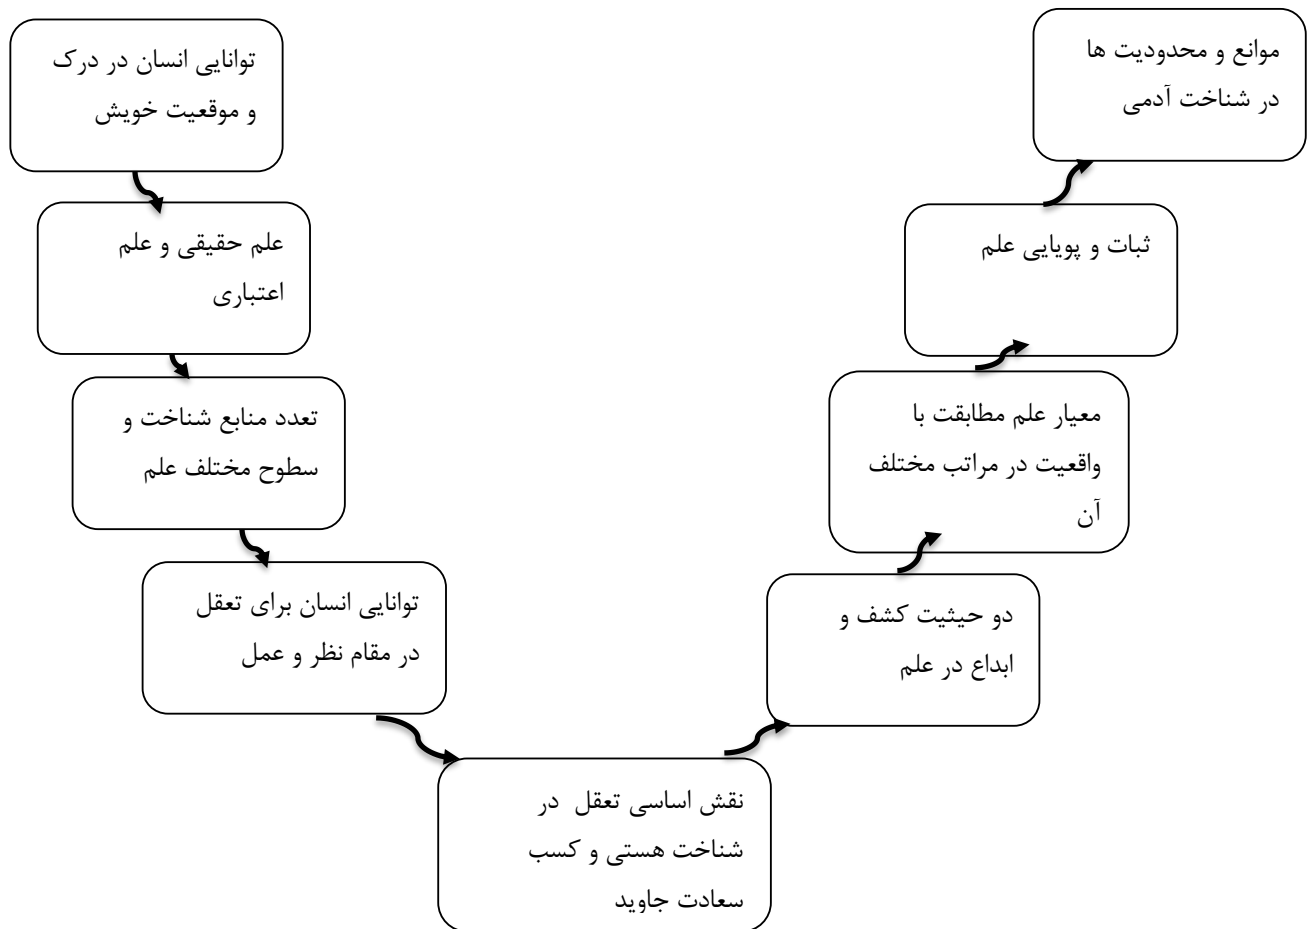 توانایی انسان در درک
و موقعیت خویش
علم حقیقی و علم
اعتباری
تعدد منابع شناخت و
سطوح مختلف علم
توانایی انسان برای تعقل
در مقام نظر و عمل
نقش اساسی تعقل در
شناخت هستی و کسب
سعادت جاوید
دو حیثیت کشف و
ابداع در علم
معیار علم مطابقت با
واقعیت در مراتب مختلف
آن
ثبات و پویایی علم
موانع و محدودیت ها
در شناخت آدمی